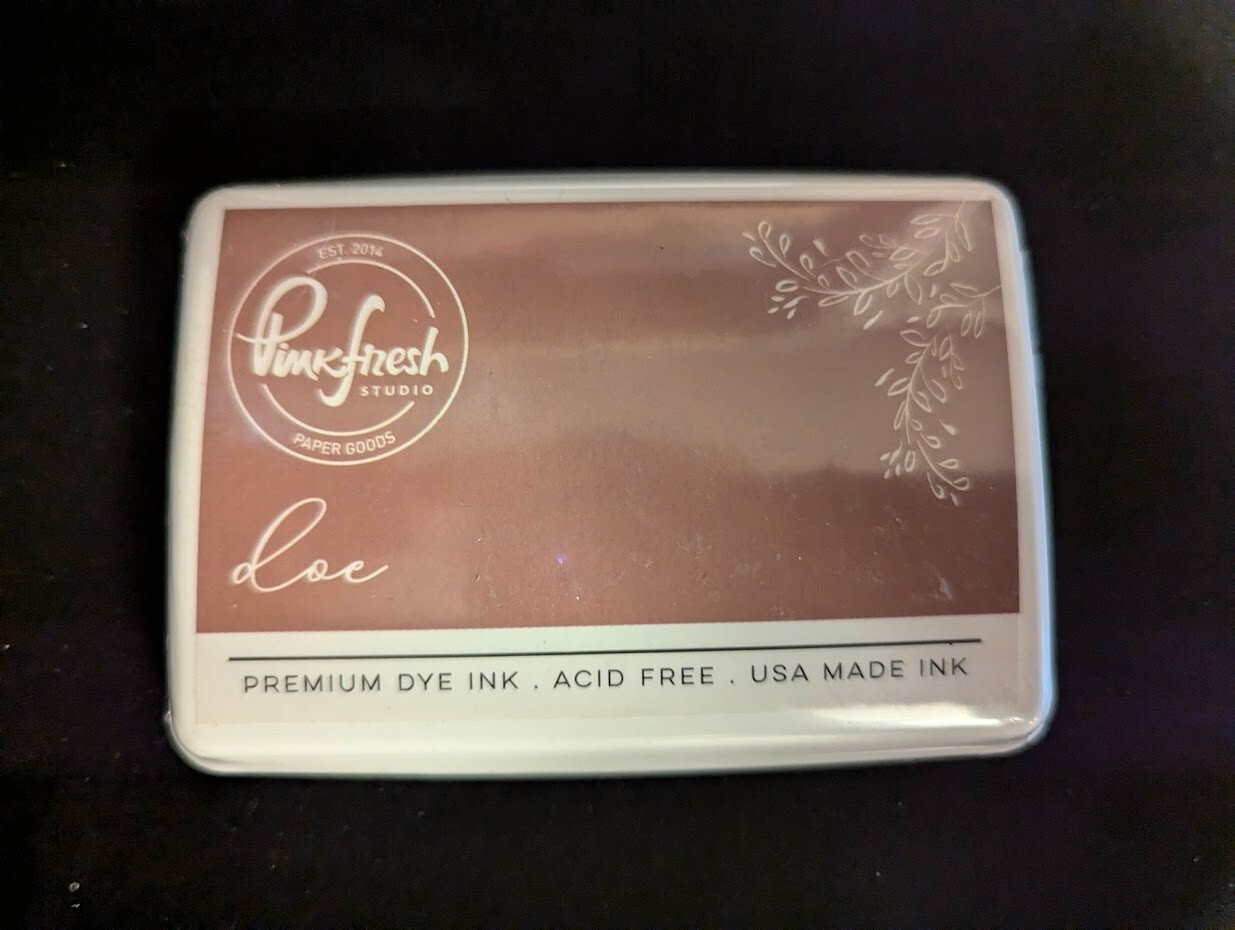 EST. 2014
Pinkfresh
STUDIO
PAPER GOODS
doe
PREMIUM DYE INK . ACID FREE . USA MADE INK